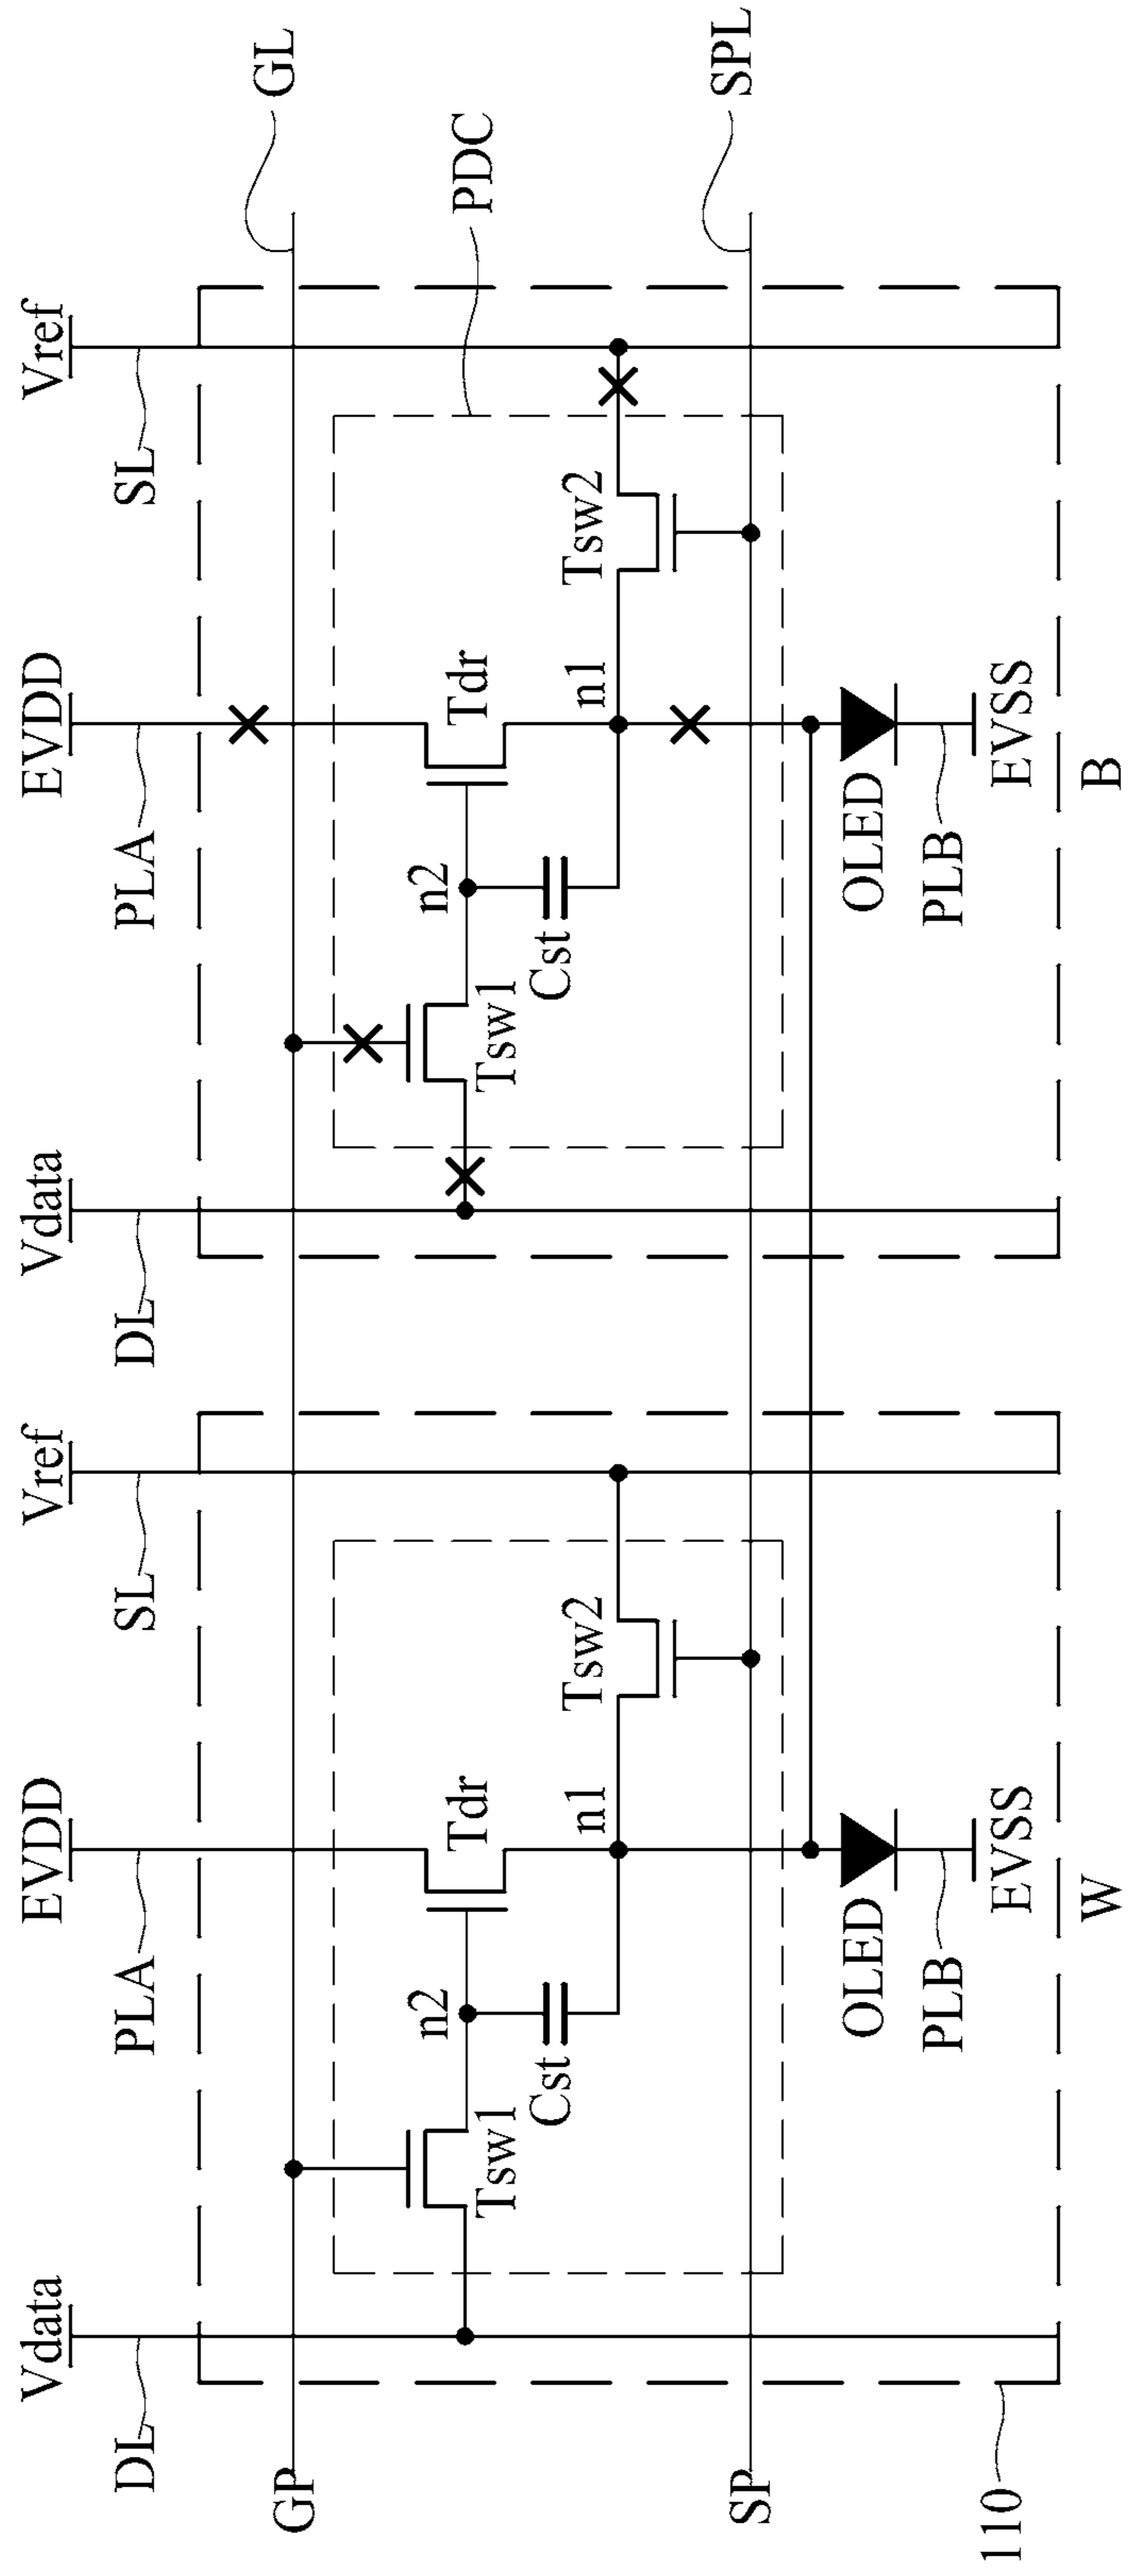 Vdata
EVDD
Vref
Vdata
EVDD
Vref
DL
PLA
SL
DL
PLA
SL
GP
GL
PDC
n2
Tdr
n2
Tdr
Tsw1
Tsw1
Cst
n1
Tsw2
Cst
n1
Tsw2
SP
SPL
OLED
OLED
PLB
PLB
110
EVSS
EVSS
W
B